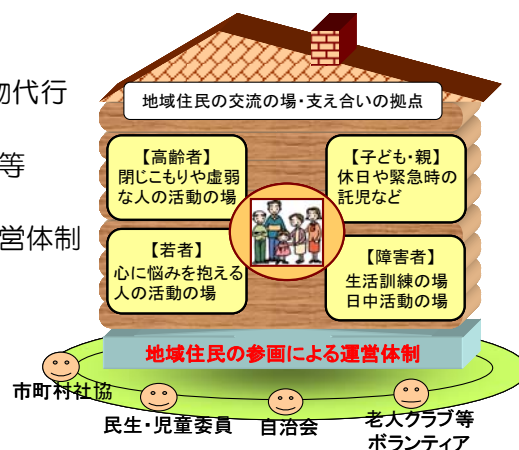 物代行
等
営体制
地域住民の交流の場・支え合いの拠点
【高齢者】
閉じこもりや虚弱
な人の活動の場
【子ども・親】
休日や緊急時の
託児など
【若者】
心に悩みを抱える
人の活動の場
【障害者】
生活訓練の場
日中活動の場
地域住民の参画による運営体制
市町村社協
民生・児童委員
自治会
老人クラブ等
ボランティア